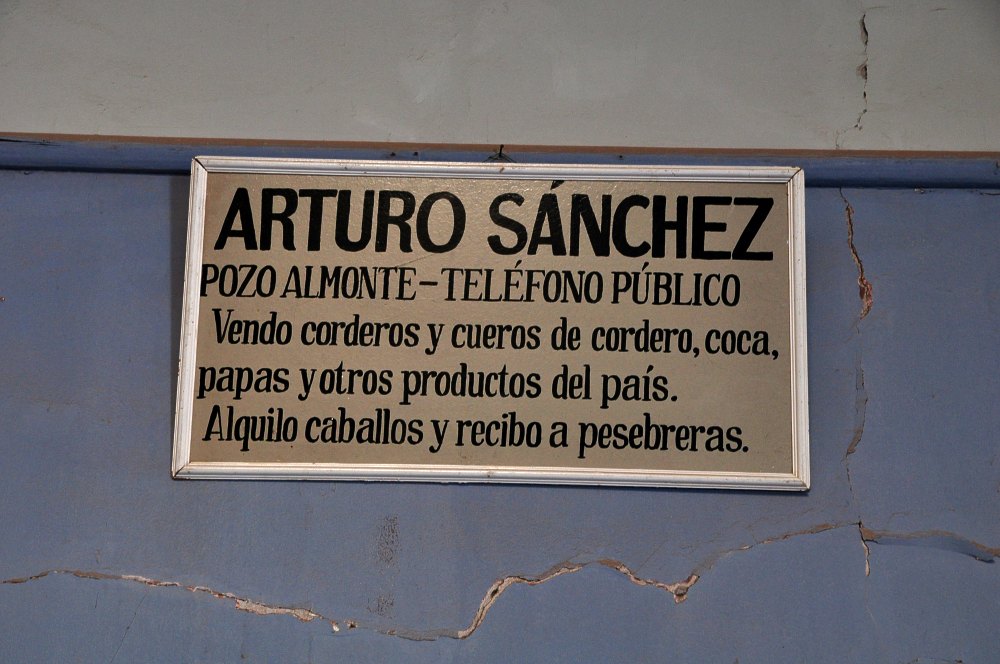 ARTURO SÁNCHEZ
POZO ALMONTE-TELÉFONO PÚBLICO
Vendo corderos y cueros de cordero, coca,
papas y otros productos del país.
Alquilo caballos y recibo a pesebreras.